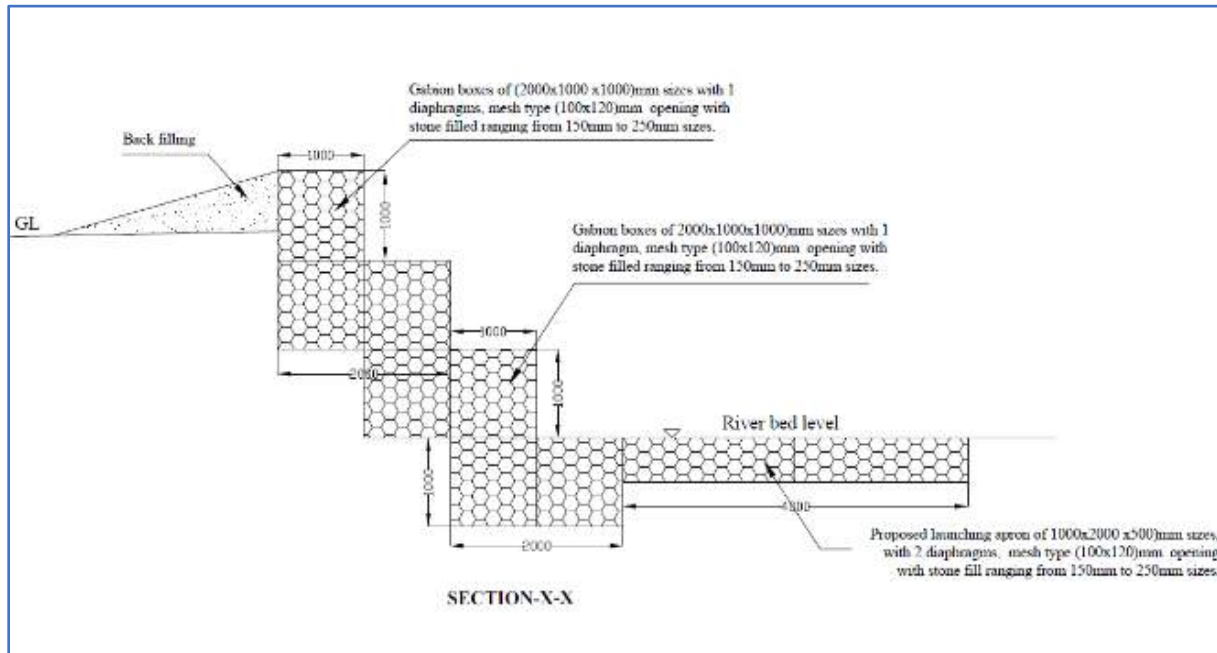 Gabion boxes of (2000x1000 x1000)mm sizes with 1
diaphragms, mesh type (100x120)mm opening with
stone filled ranging from 150mm to 250mm sizes.
Back filling
1000
1000
GL
Gabion boxes of 2000x1000x1000)mm sizes with 1
diaphragm, mesh type (100x120)mm opening with
stone filled ranging from 150mm to 250mm sizes.
1000
2000
1000
River bed level
1000
4000
2000
Proposed launching apron of 1000x2000 x500)mm sizes,
with 2 diaphragms, mesh type (100x120)mm opening
with stone fill ranging from 150mm to 250mm sizes.
SECTION-X-X